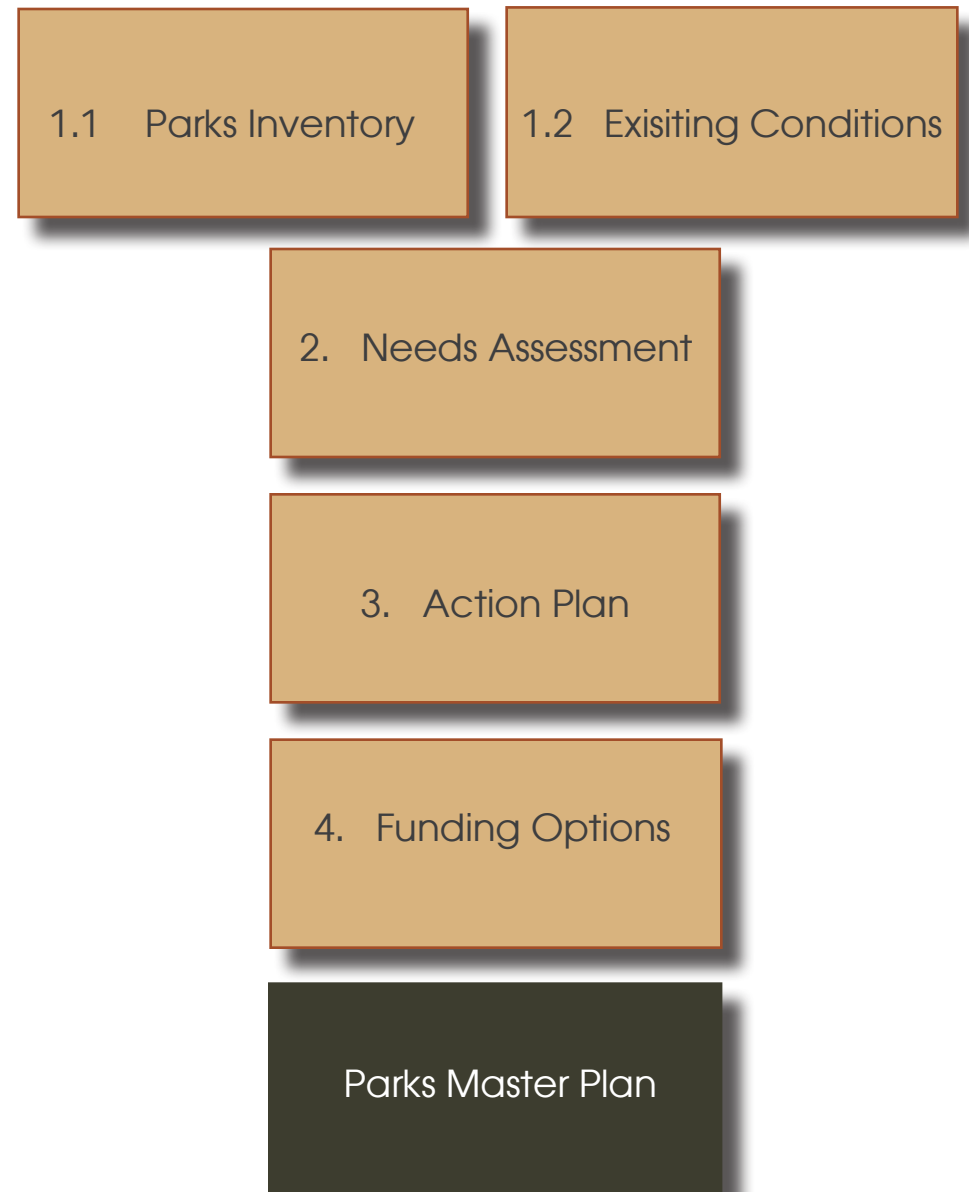 1.1 Parks Inventory
1.2 Exisiting Conditions
2. Needs Assessment
3. Action Plan
4. Funding Options
Parks Master Plan